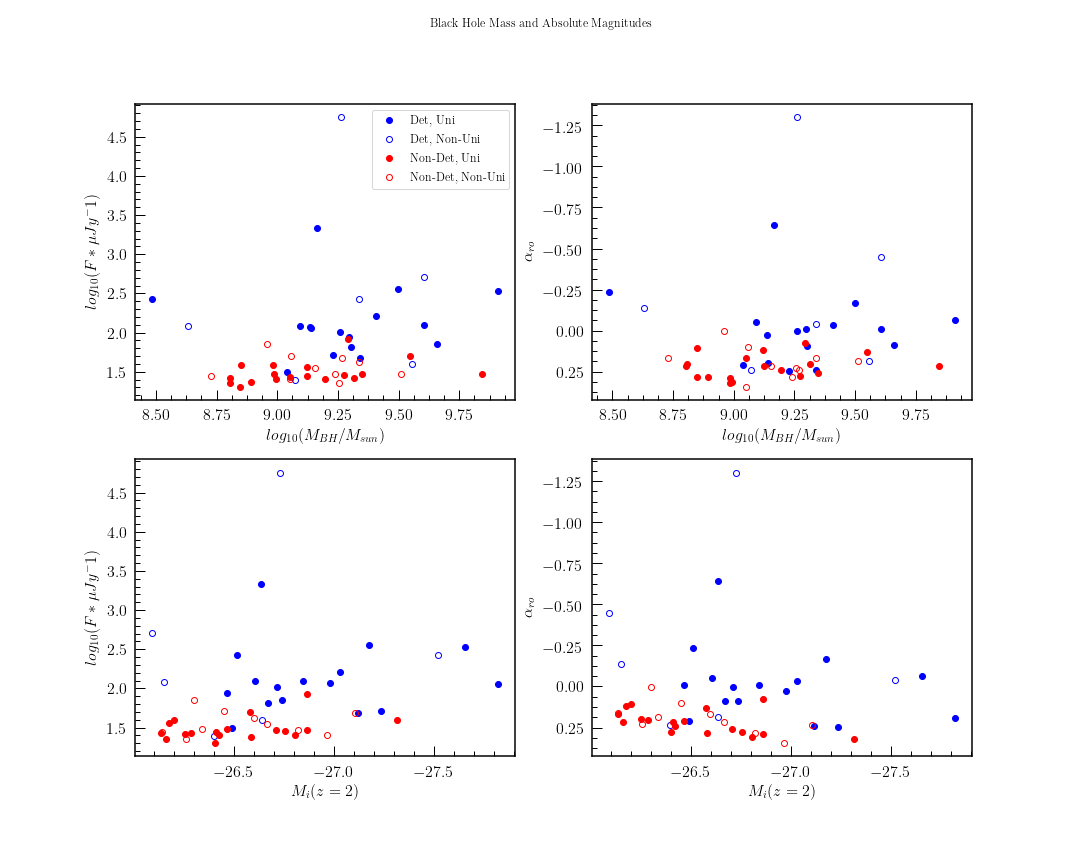 Black Hole Mass and Absolute Magnitudes
4.5
4.0
3.5
3.0
2.5
2.0
1.5
8.50 8.75 9.00 9.25 9.50 9.75
log10(F * μJy−1)
log10(MBH/Msun)
Det, Uni
Det, Non-Uni
Non-Det, Uni
Non-Det, Non-Uni
−1.25
−1.00
−0.75
−0.50
−0.25
0.00
0.25
8.50 8.75 9.00 9.25 9.50 9.75
αro
log10(MBH/Msun)
4.5
4.0
3.5
3.0
2.5
2.0
1.5
−26.5 −27.0 −27.5
log10(F * μJy−1)
Mi(z = 2)
−1.25
−1.00
−0.75
−0.50
−0.25
0.00
0.25
−26.5 −27.0 −27.5
αro
Mi(z = 2)